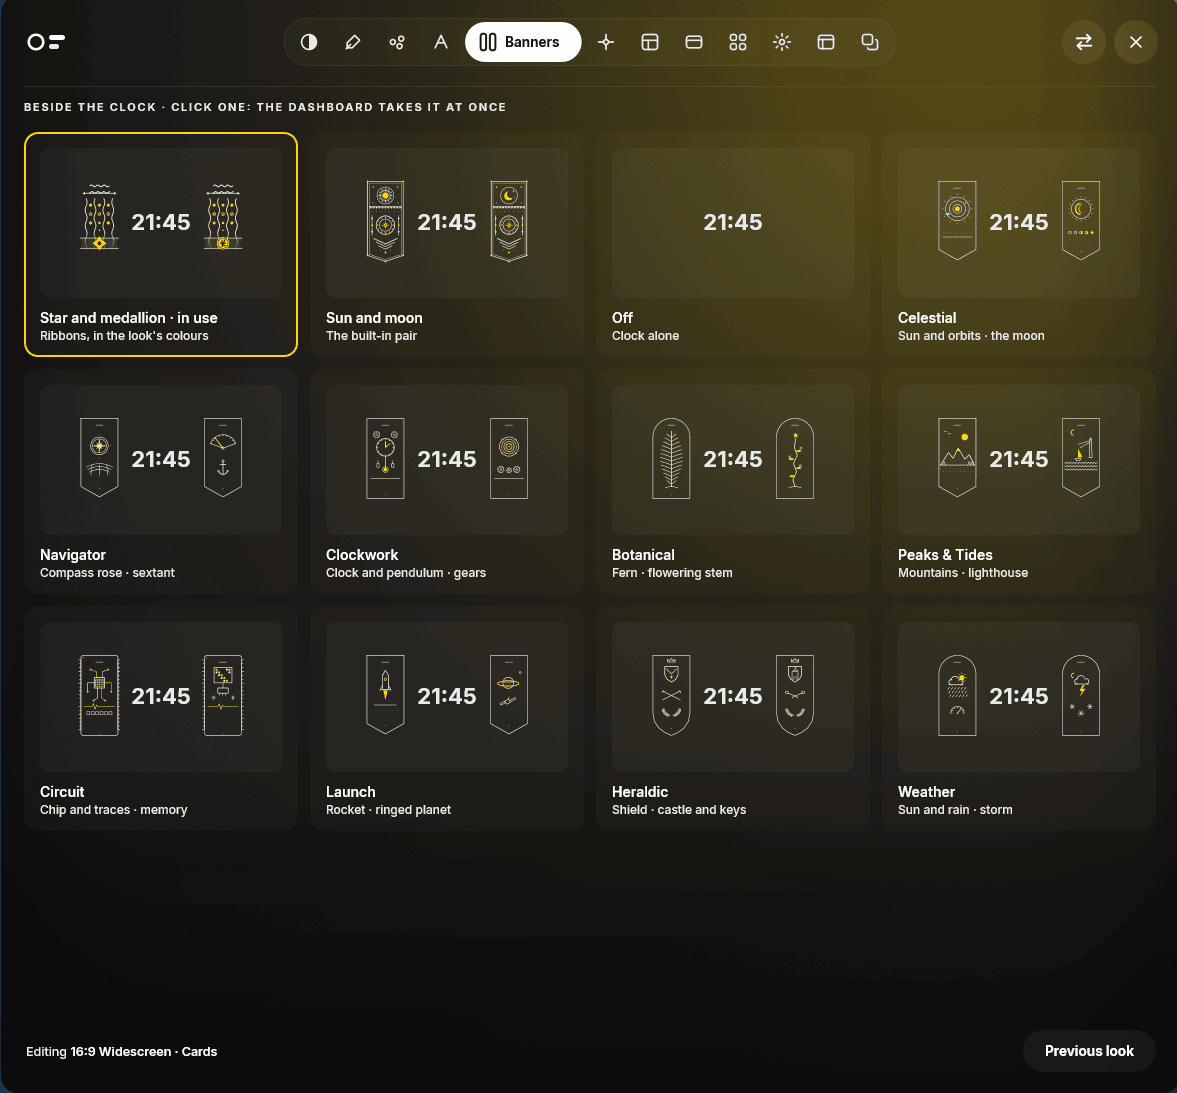 Banners
BESIDE THE CLOCK · CLICK ONE: THE DASHBOARD TAKES IT AT ONCE
21:45
Star and medallion · in use
Ribbons, in the look's colours
21:45
Sun and moon
The built-in pair
21:45
Off
Clock alone
21:45
Celestial
Sun and orbits · the moon
21:45
Navigator
Compass rose · sextant
21:45
Clockwork
Clock and pendulum · gears
21:45
Botanical
Fern · flowering stem
21:45
Peaks & Tides
Mountains · lighthouse
21:45
Circuit
Chip and traces · memory
21:45
Launch
Rocket · ringed planet
21:45
Heraldic
Shield · castle and keys
21:45
Weather
Sun and rain · storm
Editing 16:9 Widescreen · Cards
Previous look